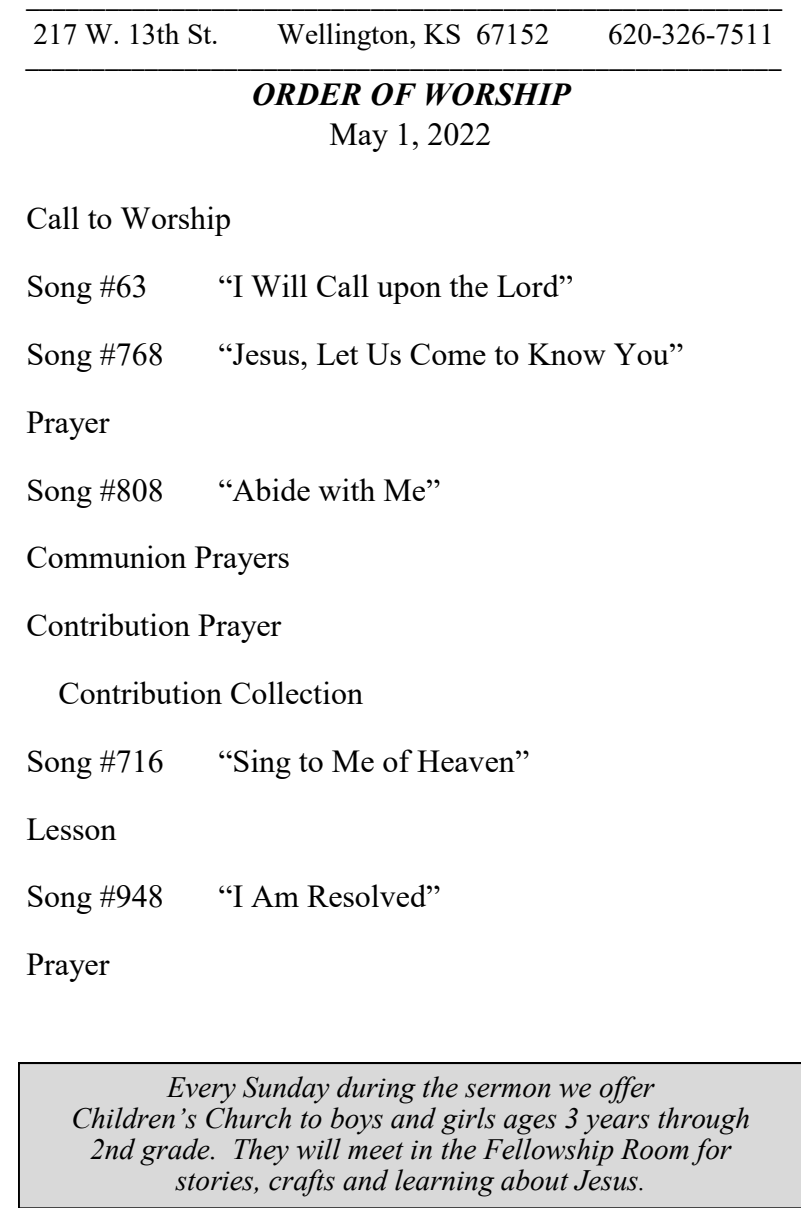 217 W. 13th St. Wellington, KS 67152 620-326-7511
ORDER OF WORSHIP
May 1, 2022
Call to Worship
Song #63 “I Will Call upon the Lord”
Song #768 “Jesus, Let Us Come to Know You”
Prayer
Song #808 “Abide with Me”
Communion Prayers
Contribution Prayer
Contribution Collection
Song #716 “Sing to Me of Heaven”
Lesson
Song #948 “I Am Resolved”
Prayer
Every Sunday during the sermon we offer
Children’s Church to boys and girls ages 3 years through
2nd grade. They will meet in the Fellowship Room for
stories, crafts and learning about Jesus.